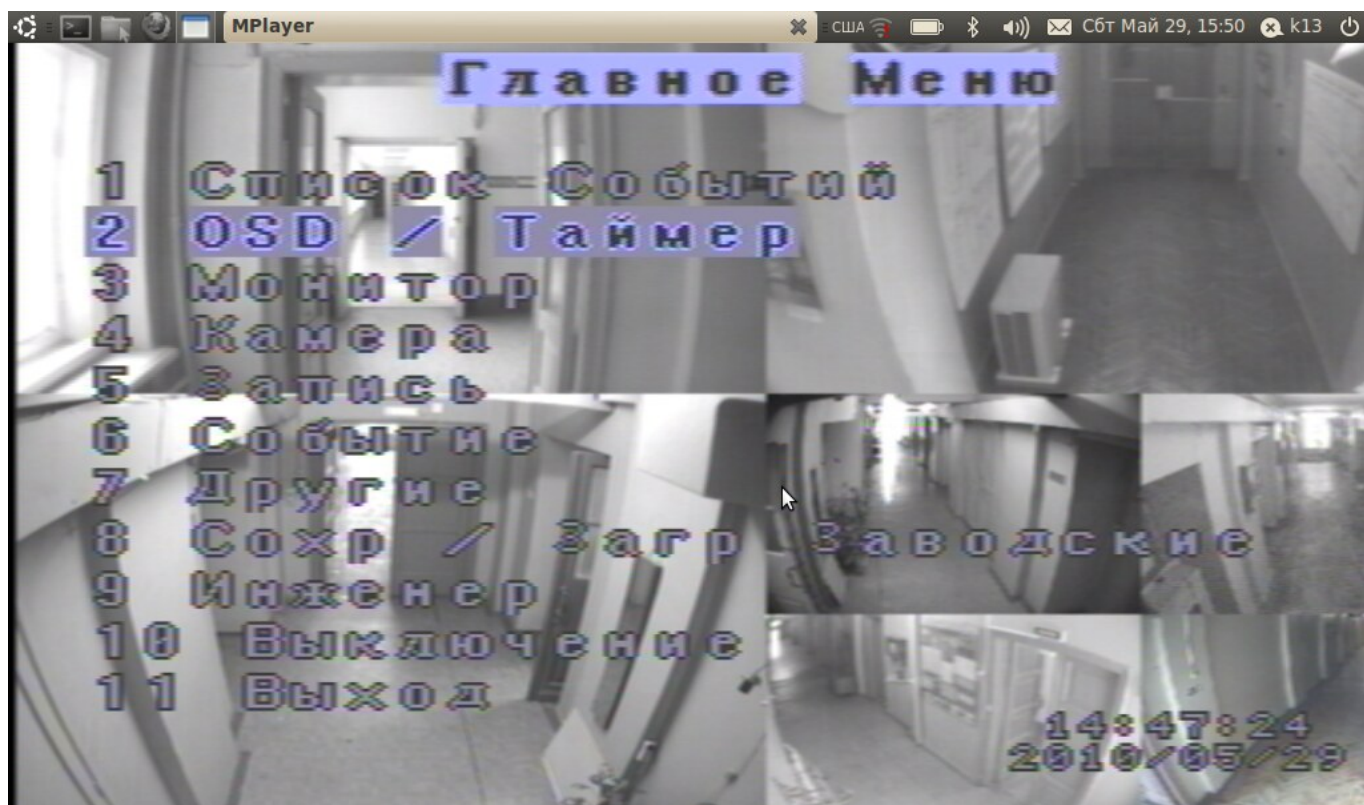 MPlayer США Сбт Май 29, 15:50 k13
Главное Меню
1 Список Событий
2 OSD / Таймер
3 Монитор
4 Камера
5 Запись
6 Событие
7 Другие
8 Сохр / Загр Заводские
9 Инженер
10 Выключение
11 Выход
14:47:24
2010/05/29